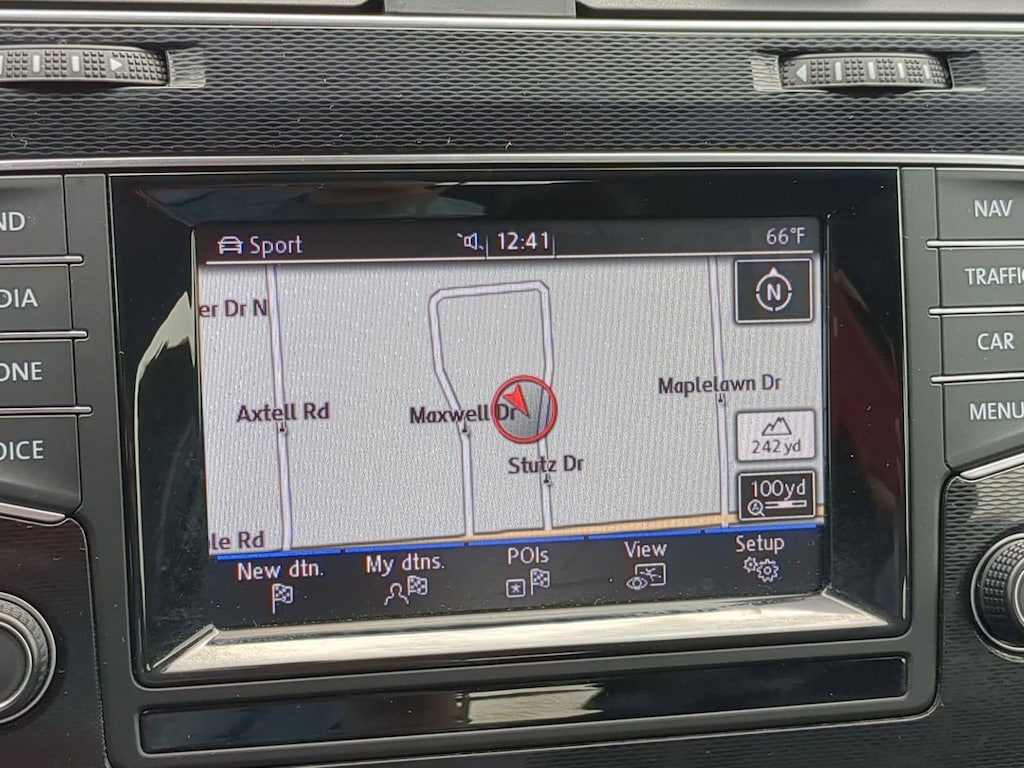 Sport 12:41 66°F
er Dr N
N
Maplelawn Dr
Axtell Rd
Maxwell Dr
242 yd
Stutz Dr
100yd
A
le Rd
New dtn.
My dtns.
POIs
View
Setup
ND
DIA
ONE
OICE
NAV
TRAFFI
CAR
MENU